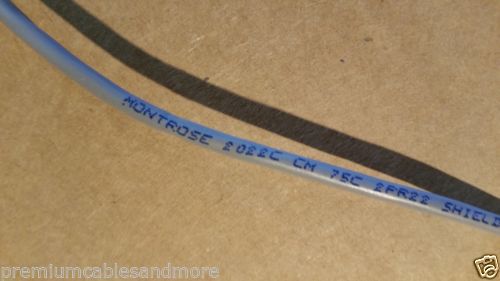 MONTROSE 2022C CM 75C 2PR22 SHIELD
premiumcablesandmore